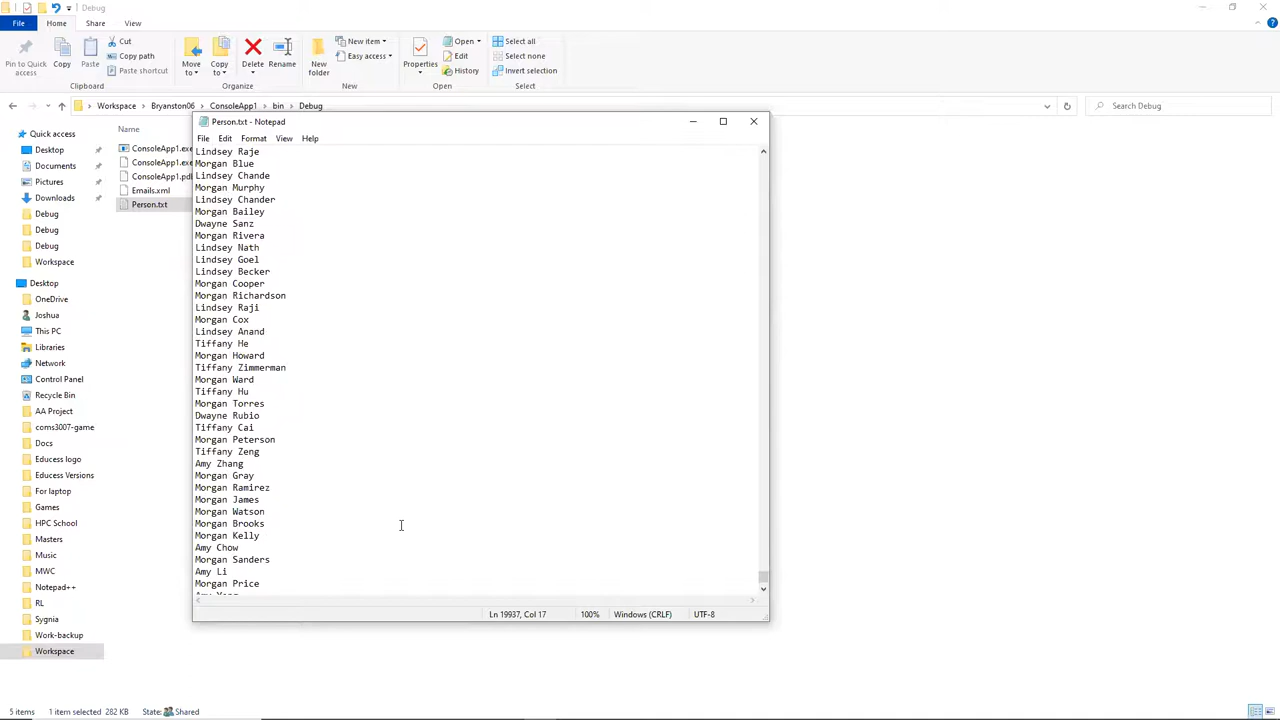 Debug
File
Home
Share
View
Pin to Quick access
Copy
Paste
Cut
Copy path
Paste shortcut
Clipboard
Move to
Copy to
Delete
Rename
Organize
New folder
New item
Easy access
New
Properties
Open
Edit
History
Open
Select all
Select none
Invert selection
Select
Workspace
Bryanston06
ConsoleApp1
bin
Debug
Search Debug
Quick access
Desktop
Documents
Pictures
Downloads
Debug
Debug
Debug
Workspace
Desktop
OneDrive
Joshua
This PC
Libraries
Network
Control Panel
Recycle Bin
AA Project
coms3007-game
Docs
Educess logo
Educess Versions
For laptop
Games
HPC School
Masters
Music
MWC
Notepad++
RL
Sygnia
Work-backup
Workspace
Name
ConsoleApp1.exe
ConsoleApp1.exe
ConsoleApp1.pdb
Emails.xml
Person.txt
Person.txt - Notepad
File
Edit
Format
View
Help
Lindsey Raje
Morgan Blue
Lindsey Chande
Morgan Murphy
Lindsey Chander
Morgan Bailey
Dwayne Sanz
Morgan Rivera
Lindsey Nath
Lindsey Goel
Lindsey Becker
Morgan Cooper
Morgan Richardson
Lindsey Raji
Morgan Cox
Lindsey Anand
Tiffany He
Morgan Howard
Tiffany Zimmerman
Morgan Ward
Tiffany Hu
Morgan Torres
Dwayne Rubio
Tiffany Cai
Morgan Peterson
Tiffany Zeng
Amy Zhang
Morgan Gray
Morgan Ramirez
Morgan James
Morgan Watson
Morgan Brooks
Morgan Kelly
Amy Chow
Morgan Sanders
Amy Li
Morgan Price
Ln 19937, Col 17
100%
Windows (CRLF)
UTF-8
5 items
1 item selected 282 KB
State:
Shared